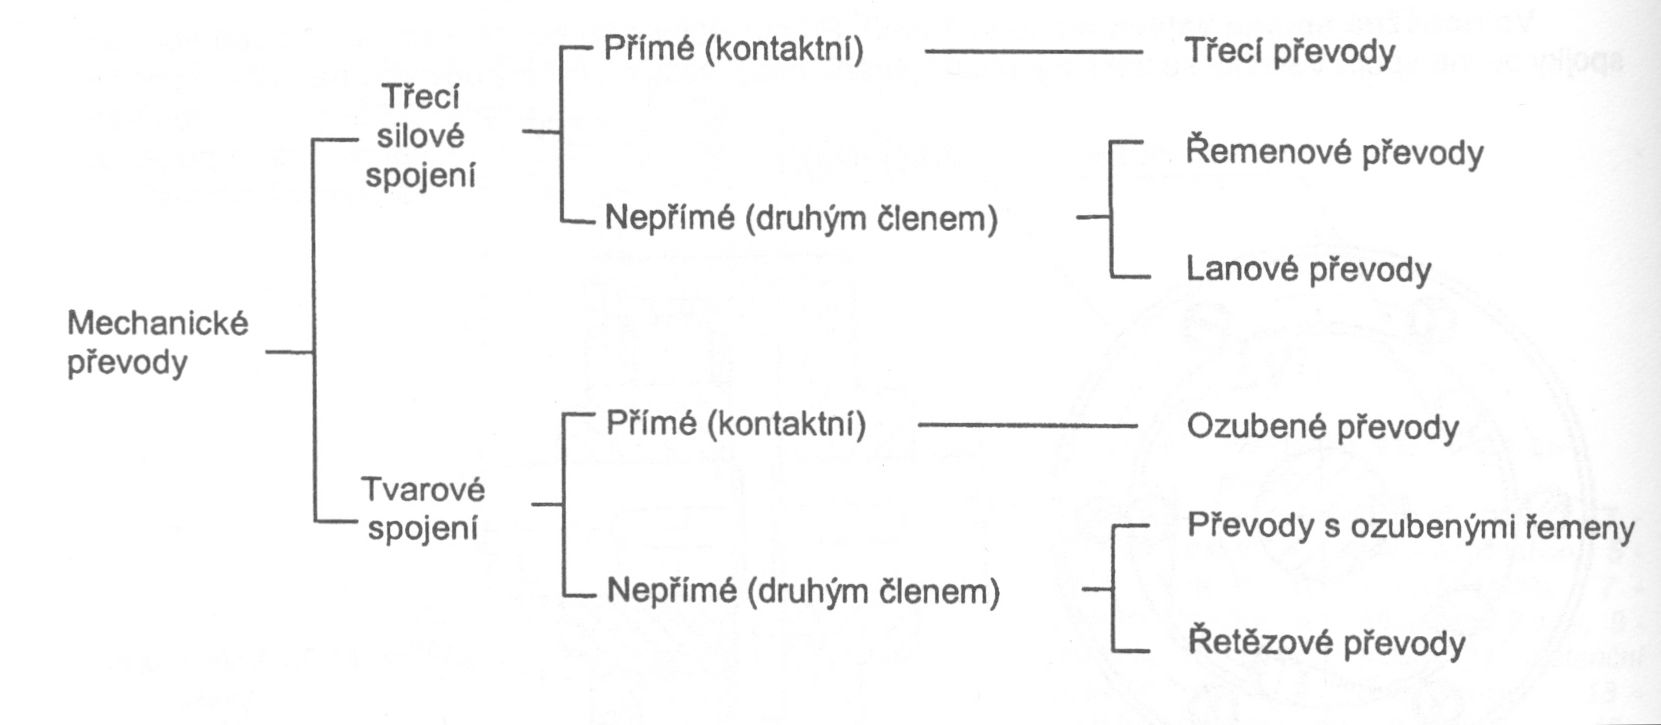 Přímé (kontaktní)
Třecí převody
Třecí
silové
spojení
Řemenové převody
Nepřímé (druhým členem)
Lanové převody
Mechanické
převody
Přímé (kontaktní)
Ozubené převody
Tvarové
spojení
Převody s ozubenými řemeny
Nepřímé (druhým členem)
Řetězové převody